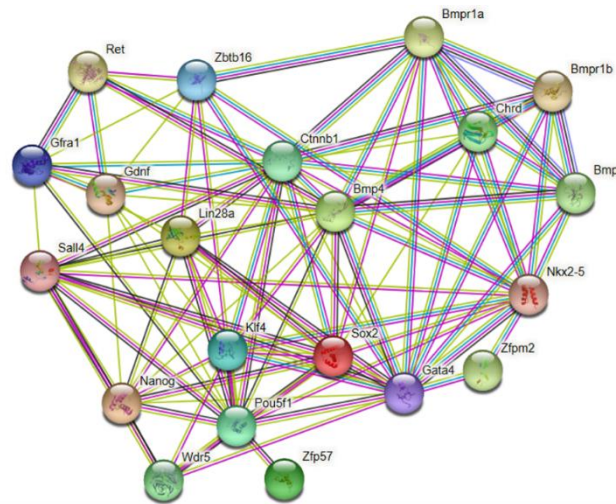 Bmpr1a
Ret
Zbtb16
Bmpr1b
Chrd
Gfra1
Ctnnb1
Gdnf
Bmp4
Bmp
Lin28a
Sall4
Nkx2-5
Klf4
Sox2
Zfpm2
Nanog
Gata4
Pou5f1
Wdr5
Zfp57